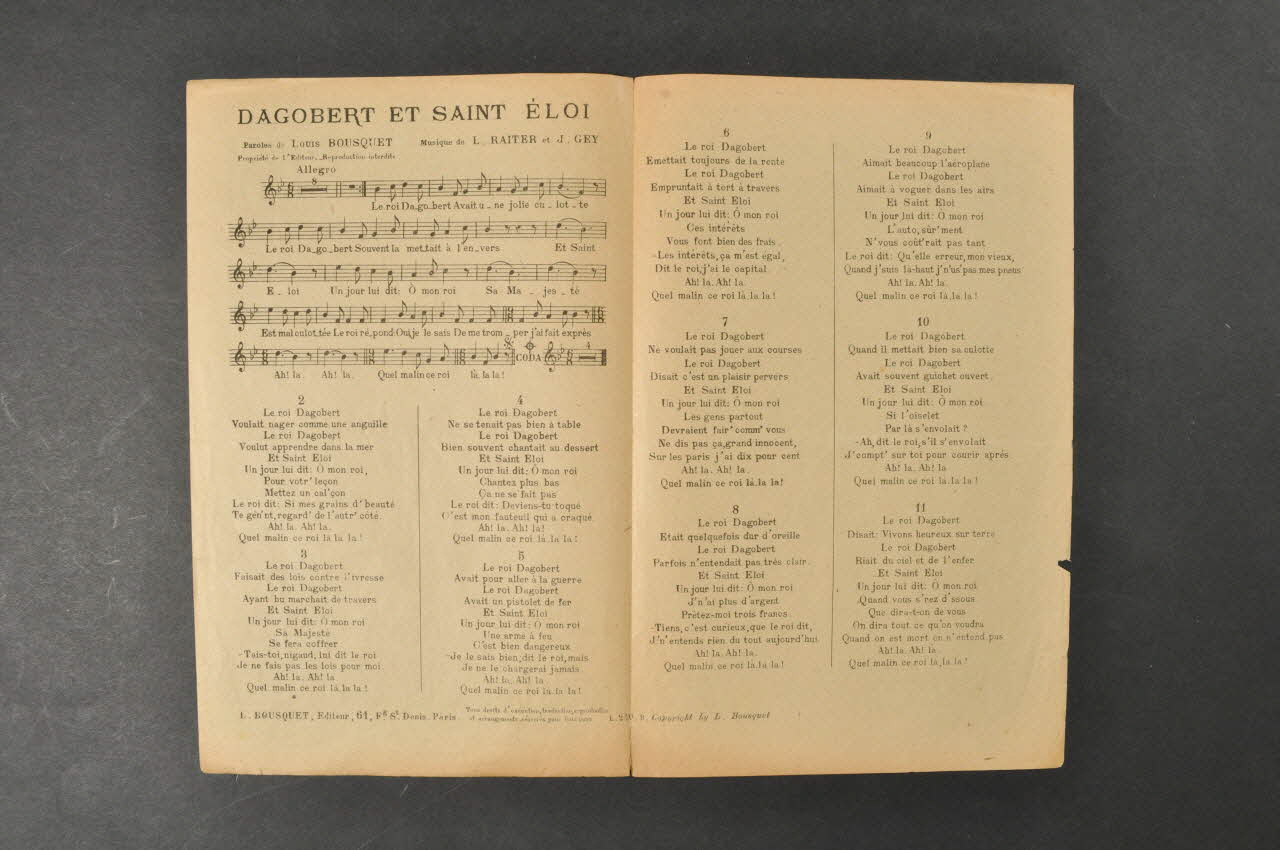 DAGOBERT ET SAINT ÉLOI
Paroles de Louis BOUSQUET Musique de L. RAITER et J. GEY
Propriété de l'Editeur._Reproduction interdite
Allegro
8
Le roi Da_go_bert Avait u_ne jolie cu_lot_te
Le roi Da_go_bert Souvent la met_tait à l'en_vers Et Saint
E_loi Un jour lui dit: Ô mon roi Sa Ma_jes_té
Est mal culot_tée Le roi ré_pond: Oui, je le sais De me trom_per j'ai fait exprès
CODA 4
Ah! la. Ah! la. Quel malin ce roi là. la. la!
2
Le roi Dagobert
Voulait nager comme une anguille
Le roi Dagobert
Voulut apprendre dans la mer
Et Saint Eloi
Un jour lui dit: Ô mon roi,
Pour votr' leçon
Mettez un cal'çon
Le roi dit: Si mes grains d'beauté
Te gên'nt, regard' de l'autr' côté.
Ah! la. Ah! la.
Quel malin ce roi là. la. la!
3
Le roi Dagobert
Faisait des lois contre l'ivresse
Le roi Dagobert
Ayant bu marchait de travers
Et Saint Eloi
Un jour lui dit: Ô mon roi
Sa Majesté
Se fera coffrer
-Tais-toi, nigaud, lui dit le roi
Je ne fais pas les lois pour moi
Ah! la. Ah! la
Quel malin ce roi là. la. la!
4
Le roi Dagobert
Ne se tenait pas bien à table
Le roi Dagobert
Bien souvent chantait au dessert
Et Saint Eloi
Un jour lui dit: Ô mon roi
Chantez plus bas
Ça ne se fait pas
Le roi dit: Deviens-tu toqué
C'est mon fauteuil qui a craqué.
Ah! la. Ah! la!
Quel malin ce roi là. la. la!
5
Le roi Dagobert
Avait pour aller à la guerre
Le roi Dagobert
Avait un pistolet de fer
Et Saint Eloi
Un jour lui dit: Ô mon roi
Une arme à feu
C'est bien dangereux
-Je le sais bien, dit le roi, mais
Je ne le chargerai jamais.
Ah! la. Ah! la
Quel malin ce roi là. la. la!
L. BOUSQUET, Editeur, 61, Fg St Denis. Paris. Tous droits d'exécution, traduction, reproduction
et arrangements réservés pour tous pays
6
Le roi Dagobert
Emettait toujours de la rente
Le roi Dagobert
Empruntait à tort à travers
Et Saint Eloi
Un jour lui dit: Ô mon roi
Ces intérêts
Vous font bien des frais.
-Les intérêts, ça m'est égal,
Dit le roi, j'ai le capital.
Ah! la. Ah! la.
Quel malin ce roi là. la. la!
7
Le roi Dagobert
Ne voulait pas jouer aux courses
Le roi Dagobert
Disait c'est un plaisir pervers
Et Saint Eloi
Un jour lui dit: Ô mon roi
Les gens partout
Devraient fair' comm' vous
Ne dis pas ça, grand innocent,
Sur les paris j'ai dix pour cent
Ah! la. Ah! la.
Quel malin ce roi là. la. la!
8
Le roi Dagobert
Etait quelquefois dur d'oreille
Le roi Dagobert
Parfois n'entendait pas très clair.
Et Saint Eloi
Un jour lui dit: Ô mon roi
J'n'ai plus d'argent
Prêtez-moi trois francs.
-Tiens, c'est curieux, que le roi dit,
J'n'entends rien du tout aujourd'hui.
Ah! la. Ah! la.
Quel malin ce roi là. la. la!
9
Le roi Dagobert
Aimait beaucoup l'aéroplane
Le roi Dagobert
Aimait à voguer dans les airs
Et Saint Eloi
Un jour lui dit: Ô mon roi
L'auto, sûr'ment
N'vous coût'rait pas tant
Le roi dit: Quelle erreur, mon vieux,
Quand j'suis là-haut j'n'us' pas mes pneus
Ah! la. Ah! la.
Quel malin ce roi là. la. la!
10
Le roi Dagobert
Quand il mettait bien sa culotte
Le roi Dagobert
Avait souvent guichet ouvert.
Et Saint Eloi
Un jour lui dit: Ô mon roi
Si l'oiselet
Par là s'envolait?
-Ah, dit le roi, s'il s'envolait
J'compt' sur toi pour courir après
Ah! la. Ah! la
Quel malin ce roi là. la. la!
11
Le roi Dagobert
Disait: Vivons heureux sur terre
Le roi Dagobert
Riait du ciel et de l'enfer
Et Saint Eloi
Un jour lui dit: Ô mon roi
Quand vous s'rez d'ssous
Que dira-t-on de vous
On dira tout ce qu'on voudra
Quand on est mort on n'entend pas
Ah! la. Ah! la.
Quel malin ce roi là, la. la!
Copyright by L. Bousquet